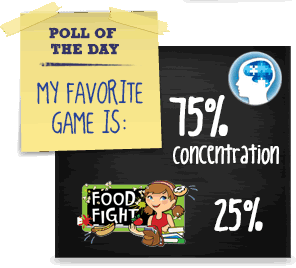 POLL OF
THE DAY
MY FAVORITE
GAME IS:
75%
concentration
FOOD
FIGHT
25%